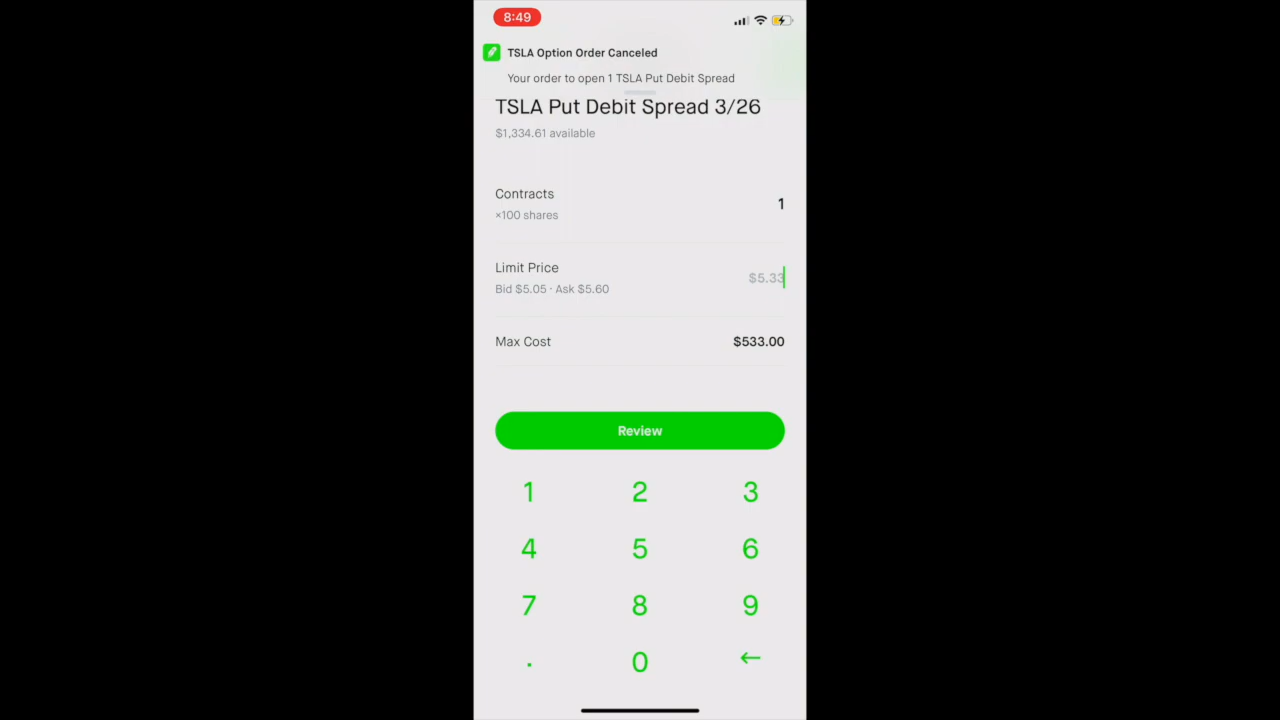 8:49
TSLA Option Order Canceled
Your order to open 1 TSLA Put Debit Spread
TSLA Put Debit Spread 3/26
$1,334.61 available
Contracts
1
×100 shares
Limit Price
$5.33
Bid $5.05 · Ask $5.60
Max Cost $533.00
Review
1 2 3
4 5 6
7 8 9
. 0 ←